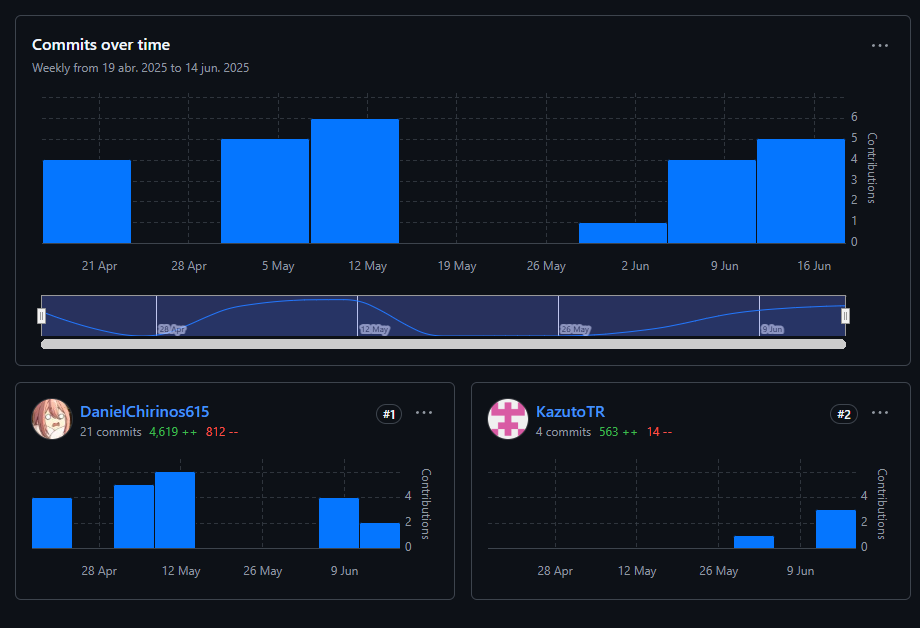 Commits over time
Weekly from 19 abr. 2025 to 14 jun. 2025
6
5
4
3
2
1
0
Contributions
21 Apr 28 Apr 5 May 12 May 19 May 26 May 2 Jun 9 Jun 16 Jun
28 Apr 12 May 26 May 9 Jun
DanielChirinos615
#1
21 commits 4,619 ++ 812 --
4
2
0
Contributions
28 Apr 12 May 26 May 9 Jun
KazutoTR
#2
4 commits 563 ++ 14 --
4
2
0
Contributions
28 Apr 12 May 26 May 9 Jun